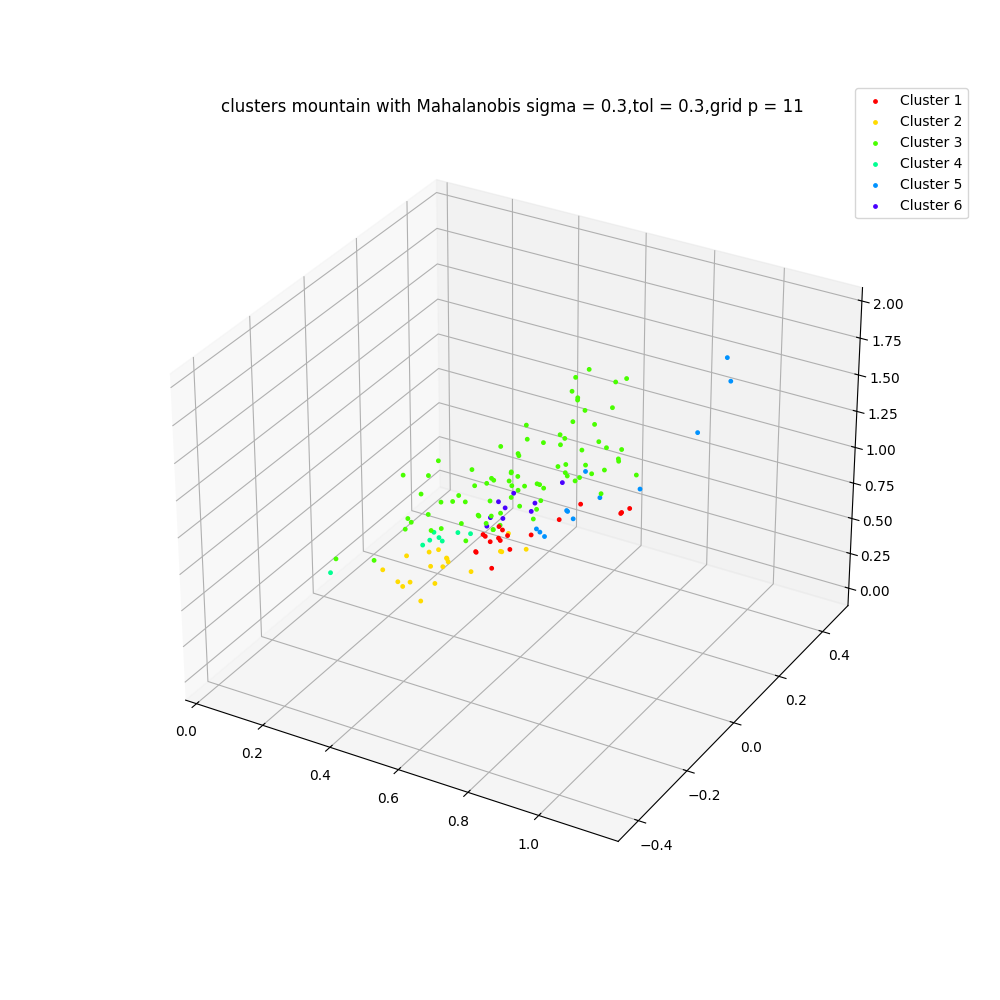 clusters mountain with Mahalanobis sigma = 0.3,tol = 0.3,grid p = 11
Cluster 1
Cluster 2
Cluster 3
Cluster 4
Cluster 5
Cluster 6
2.00
1.75
1.50
1.25
1.00
0.75
0.50
0.25
0.00
0.4
0.2
0.0
−0.2
−0.4
0.0
0.2
0.4
0.6
0.8
1.0